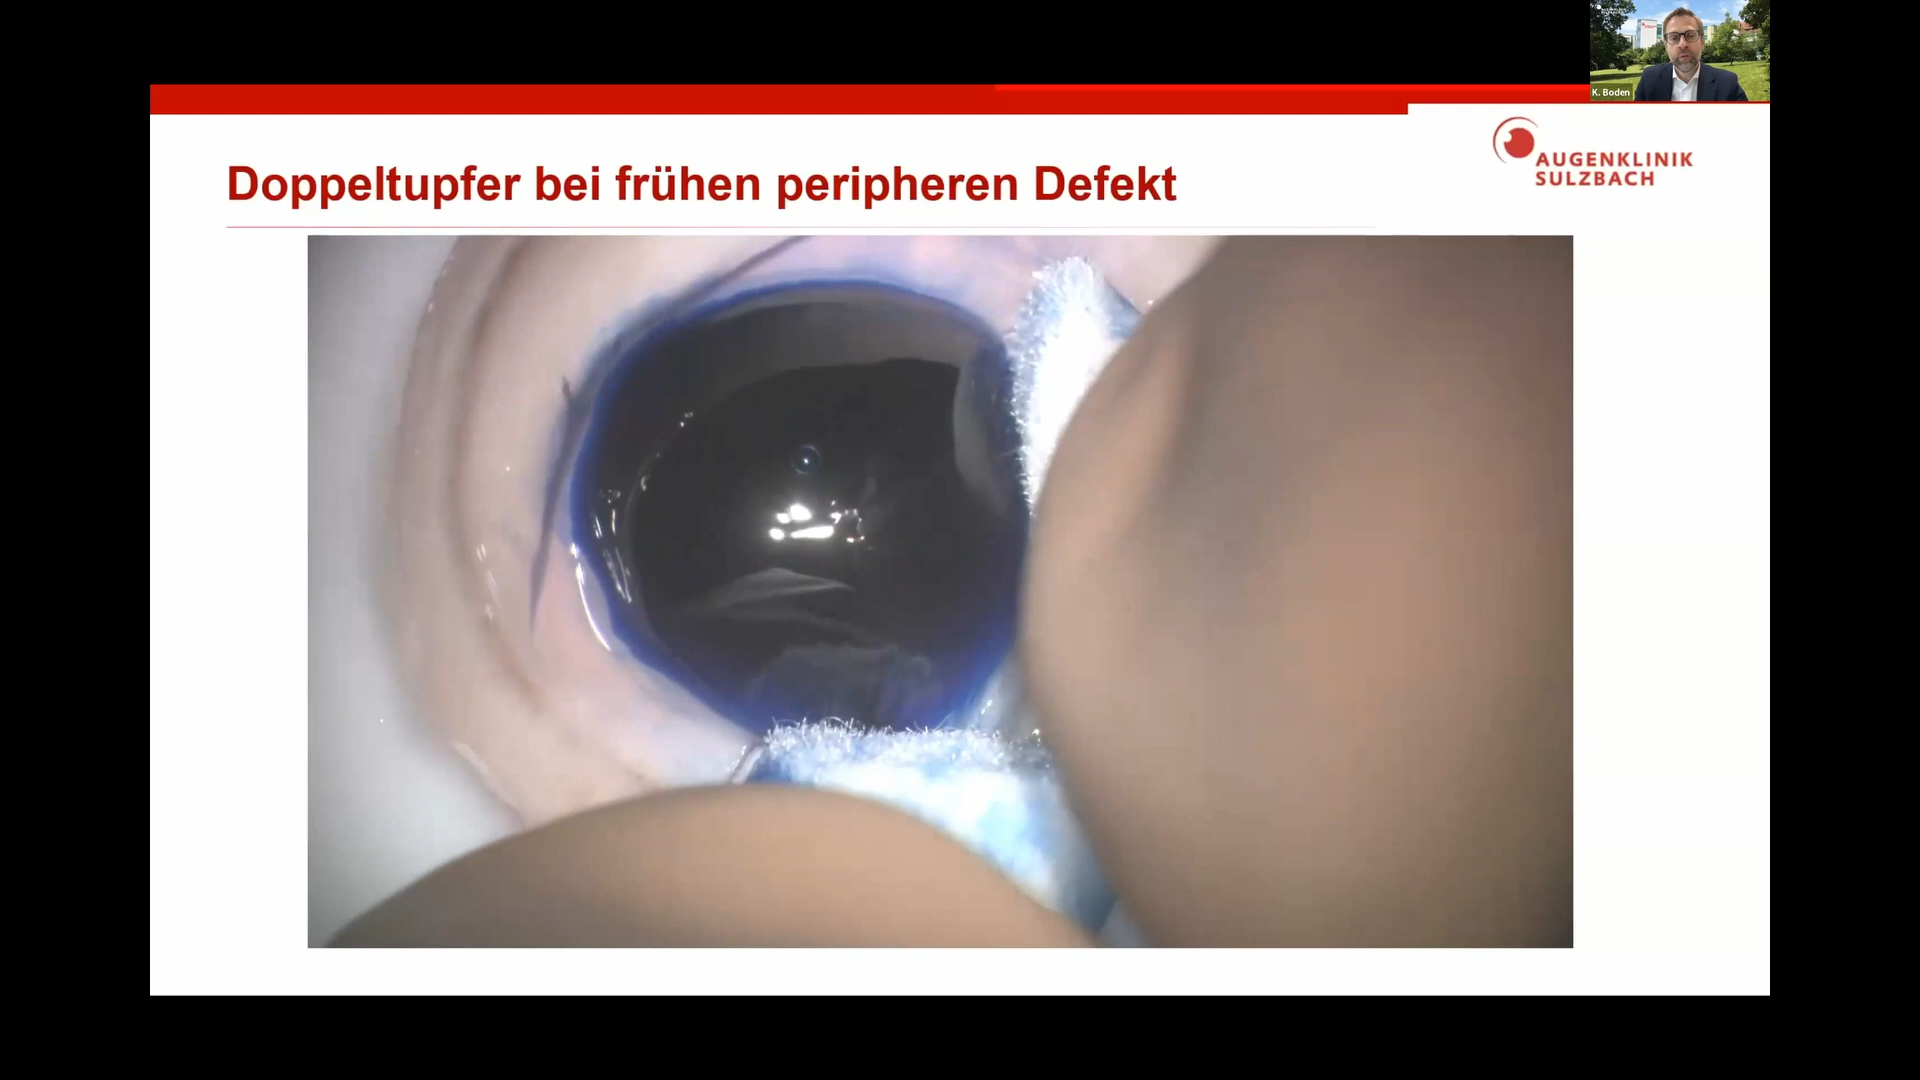 K. Boden
AUGENKLINIK
SULZBACH
Doppeltupfer bei frühen peripheren Defekt